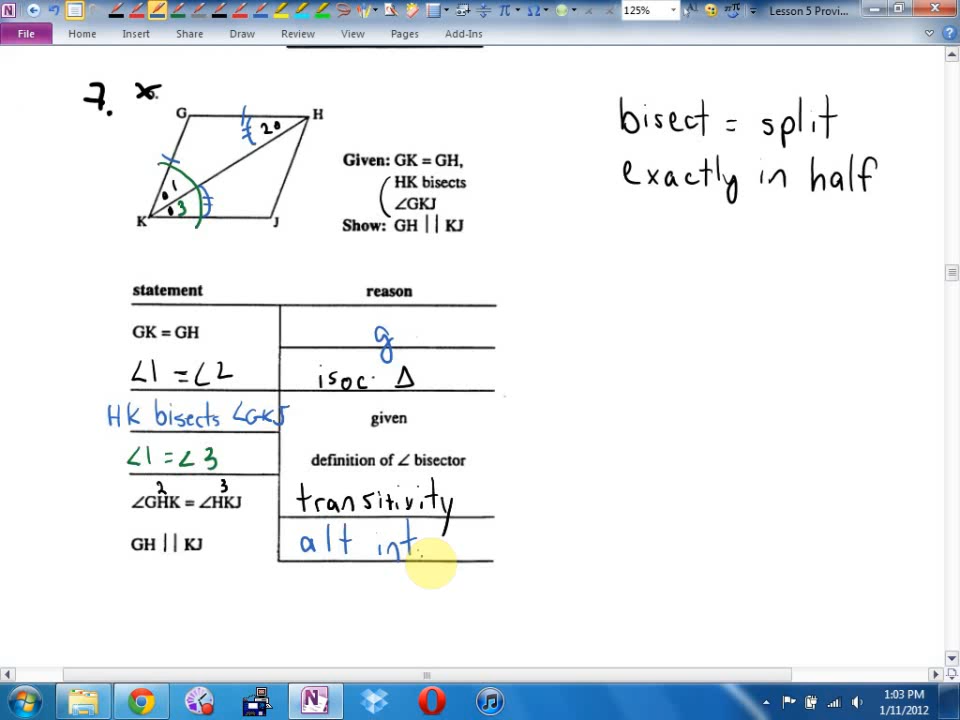 125%
Lesson 5 Provi...
File Home Insert Share Draw Review View Pages Add-Ins
7.
G H
2
1
3
K J
Given: GK = GH,
HK bisects
∠GKJ
Show: GH || KJ
bisect = split
exactly in half
statement reason
GK = GH g
∠1 = ∠2 isoc. Δ
HK bisects ∠GKJ given
∠1 = ∠3 definition of ∠ bisector
2 3
∠GHK = ∠HKJ transitivity
GH || KJ alt int.
1:03 PM
1/11/2012